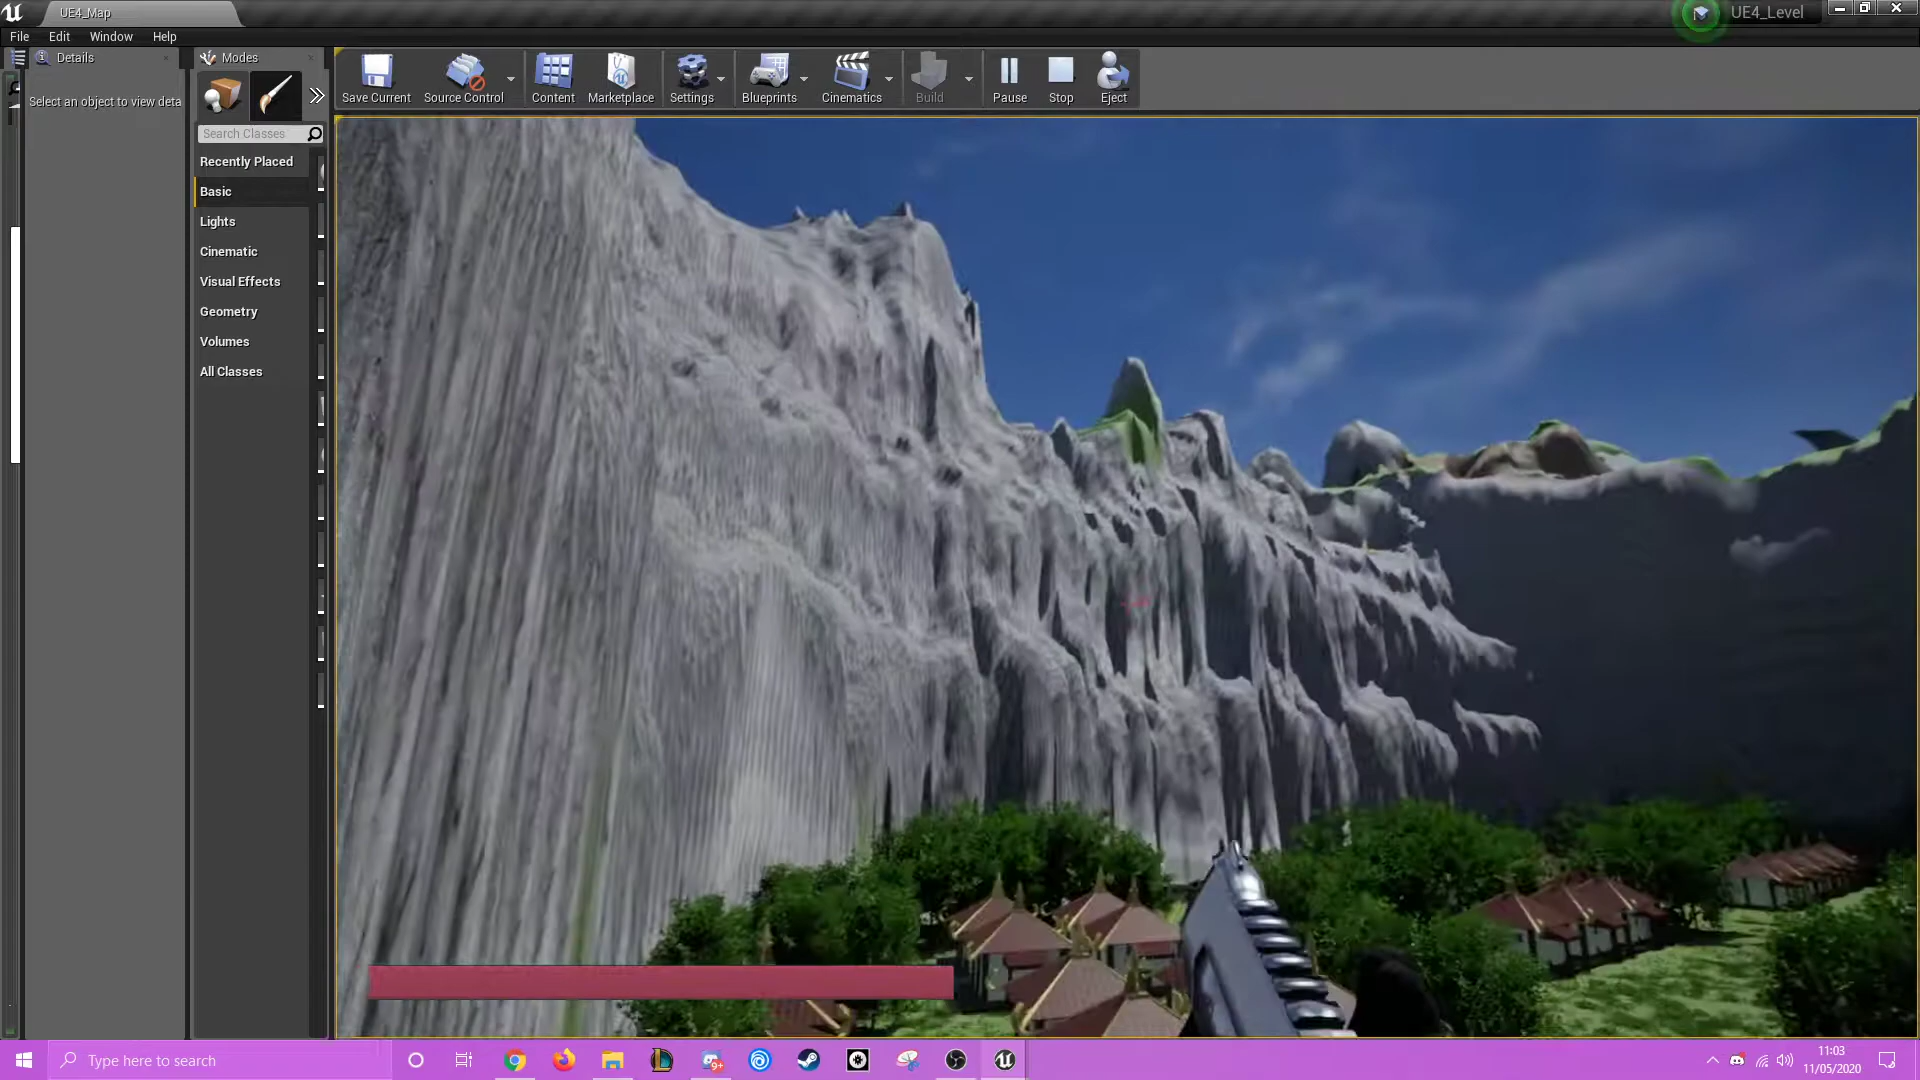 UE4_Map
UE4_Level
File Edit Window Help
Details
Modes
Select an object to view deta
Search Classes
Recently Placed
Basic
Lights
Cinematic
Visual Effects
Geometry
Volumes
All Classes
Save Current
Source Control
Content
Marketplace
Settings
Blueprints
Cinematics
Build
Pause
Stop
Eject
Type here to search
9+
11:03
11/05/2020